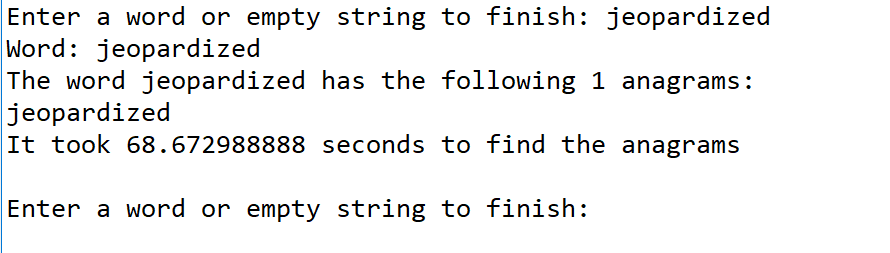 Enter a word or empty string to finish: jeopardized
Word: jeopardized
The word jeopardized has the following 1 anagrams:
jeopardized
It took 68.672988888 seconds to find the anagrams
Enter a word or empty string to finish: